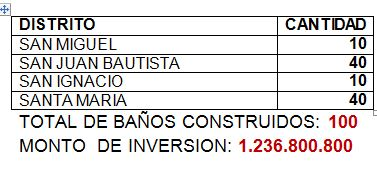 DISTRITO CANTIDAD
SAN MIGUEL 10
SAN JUAN BAUTISTA 40
SAN IGNACIO 10
SANTA MARIA 40
TOTAL DE BAÑOS CONSTRUIDOS: 100
MONTO DE INVERSION: 1.236.800.800